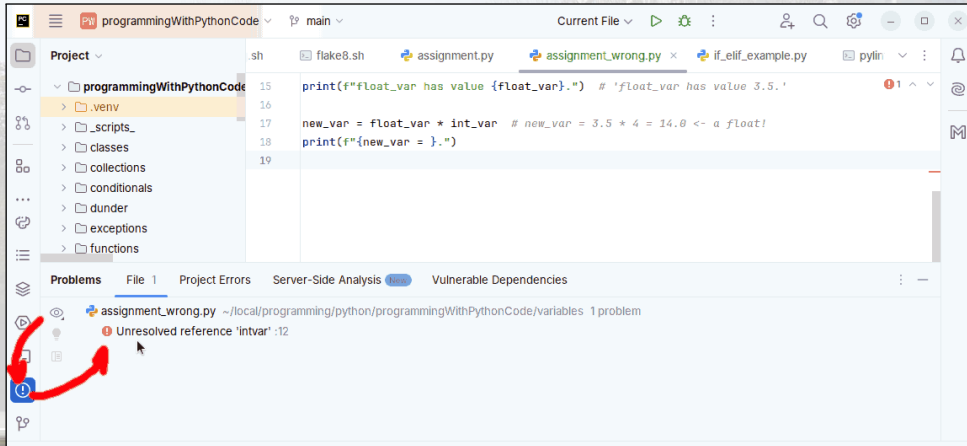 PC PW programmingWithPythonCode main Current File
Project
.sh flake8.sh assignment.py assignment_wrong.py if_elif_example.py pylin
programmingWithPythonCode
.venv
_scripts_
classes
collections
conditionals
dunder
exceptions
functions
15 print(f"float_var has value {float_var}.") # 'float_var has value 3.5.'
1
16
17 new_var = float_var * int_var # new_var = 3.5 * 4 = 14.0 <- a float!
18 print(f"{new_var = }.")
19
Problems File 1 Project Errors Server-Side Analysis New Vulnerable Dependencies
assignment_wrong.py ~/local/programming/python/programmingWithPythonCode/variables 1 problem
Unresolved reference 'intvar' :12